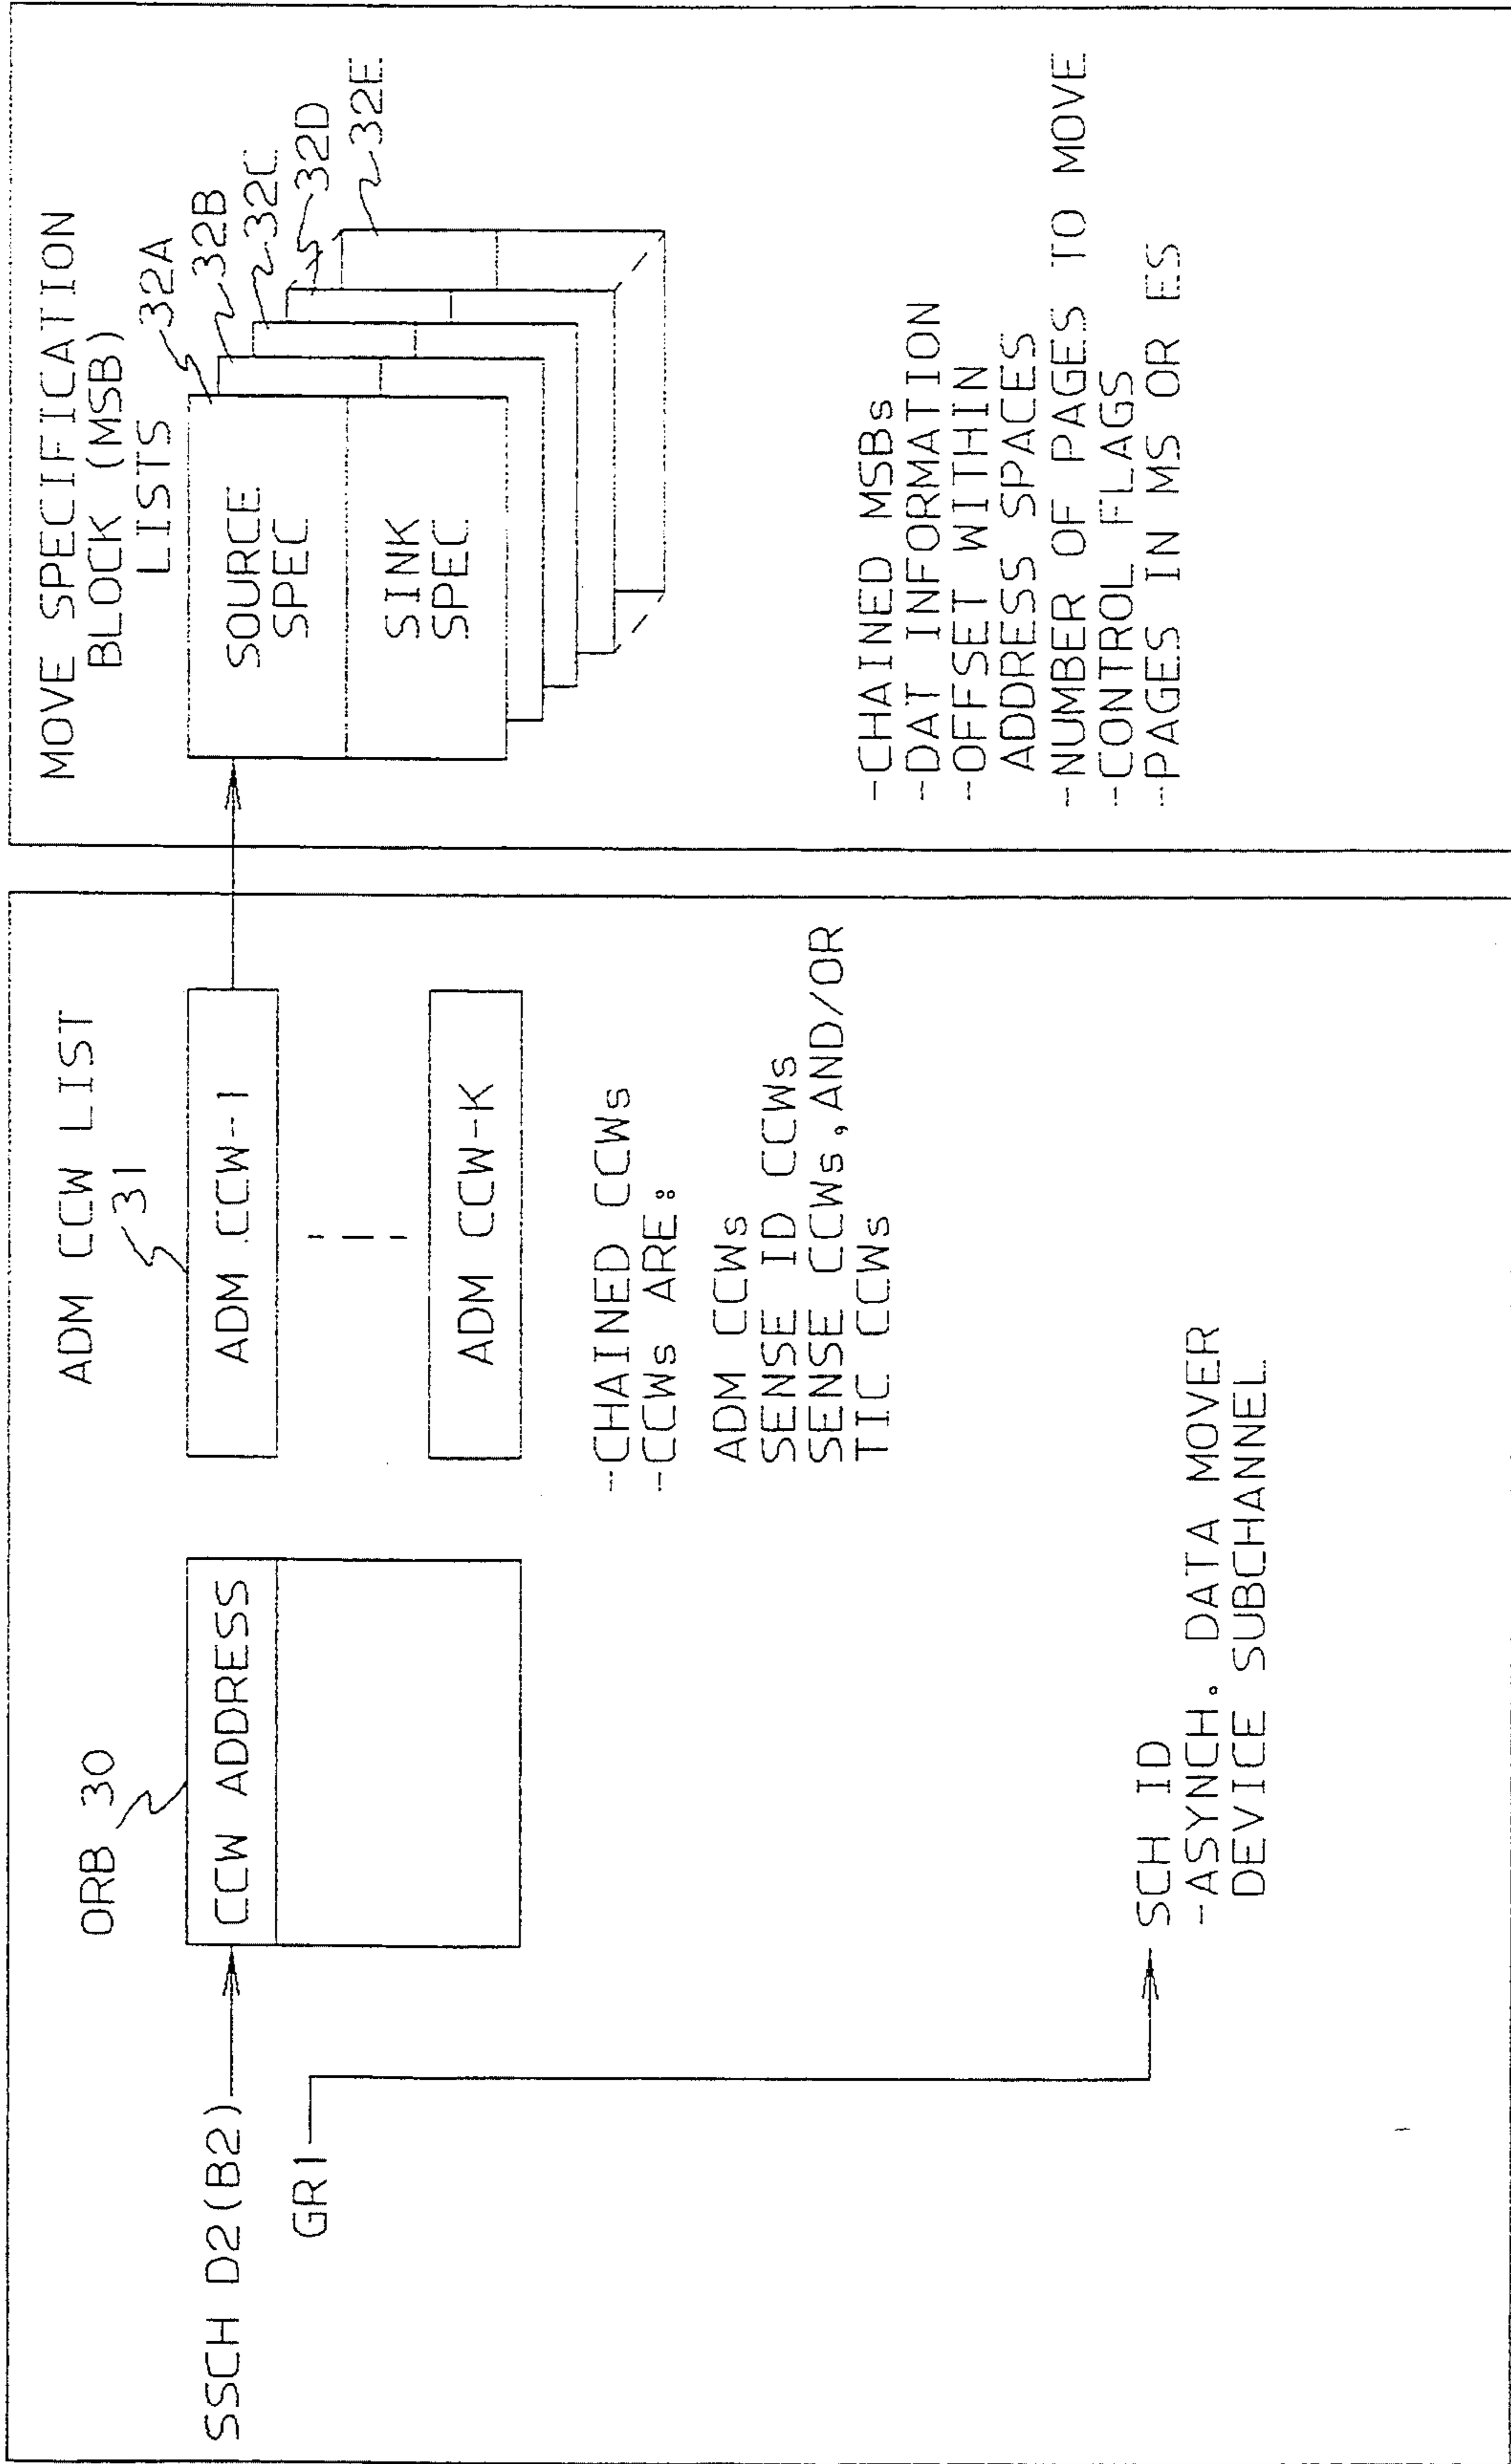 SSCH D2(B2)
GR1
ORB 30
CCW ADDRESS
SCH ID
-ASYNCH. DATA MOVER
DEVICE SUBCHANNEL
ADM CCW LIST
31
ADM CCW-1
ADM CCW-K
-CHAINED CCWs
-CCWs ARE:
ADM CCWs
SENSE ID CCWs
SENSE CCWs,AND/OR
TIC CCWs
MOVE SPECIFICATION
BLOCK (MSB)
LISTS
32A
32B
32C
32D
32E
SOURCE
SPEC
SINK
SPEC
-CHAINED MSBs
-DAT INFORMATION
-OFFSET WITHIN
ADDRESS SPACES
-NUMBER OF PAGES TO MOVE
-CONTROL FLAGS
-PAGES IN MS OR ES